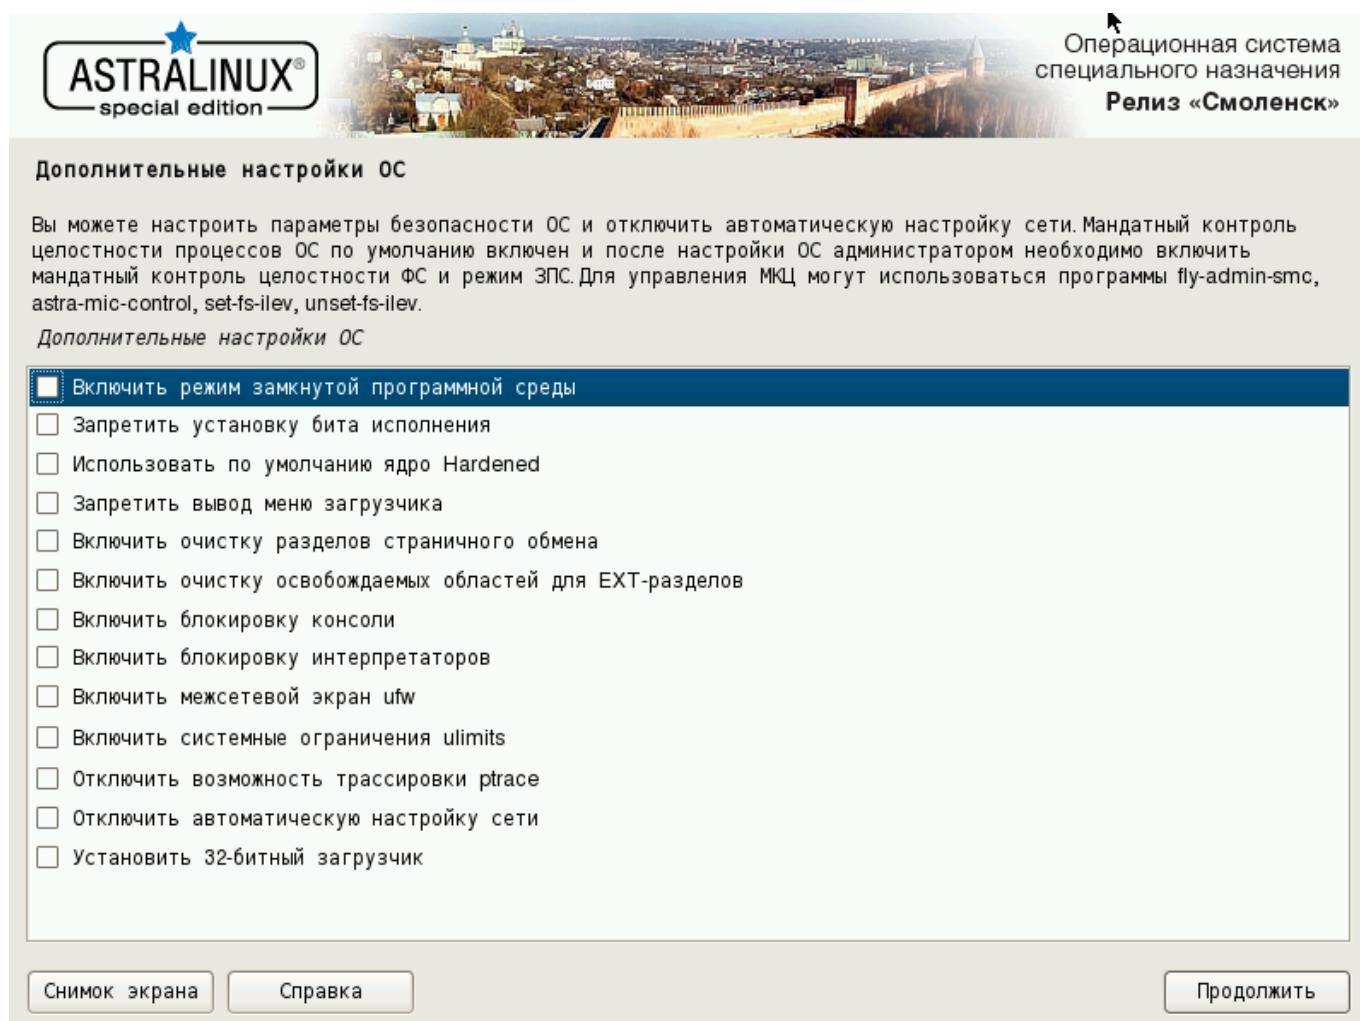 ASTRALINUX®
special edition
Операционная система
специального назначения
Релиз «Смоленск»
Дополнительные настройки ОС
Вы можете настроить параметры безопасности ОС и отключить автоматическую настройку сети. Мандатный контроль
целостности процессов ОС по умолчанию включен и после настройки ОС администратором необходимо включить
мандатный контроль целостности ФС и режим ЗПС. Для управления МКЦ могут использоваться программы fly-admin-smc,
astra-mic-control, set-fs-ilev, unset-fs-ilev.
Дополнительные настройки ОС
Включить режим замкнутой программной среды
Запретить установку бита исполнения
Использовать по умолчанию ядро Hardened
Запретить вывод меню загрузчика
Включить очистку разделов страничного обмена
Включить очистку освобождаемых областей для EXT-разделов
Включить блокировку консоли
Включить блокировку интерпретаторов
Включить межсетевой экран ufw
Включить системные ограничения ulimits
Отключить возможность трассировки ptrace
Отключить автоматическую настройку сети
Установить 32-битный загрузчик
Снимок экрана
Справка
Продолжить